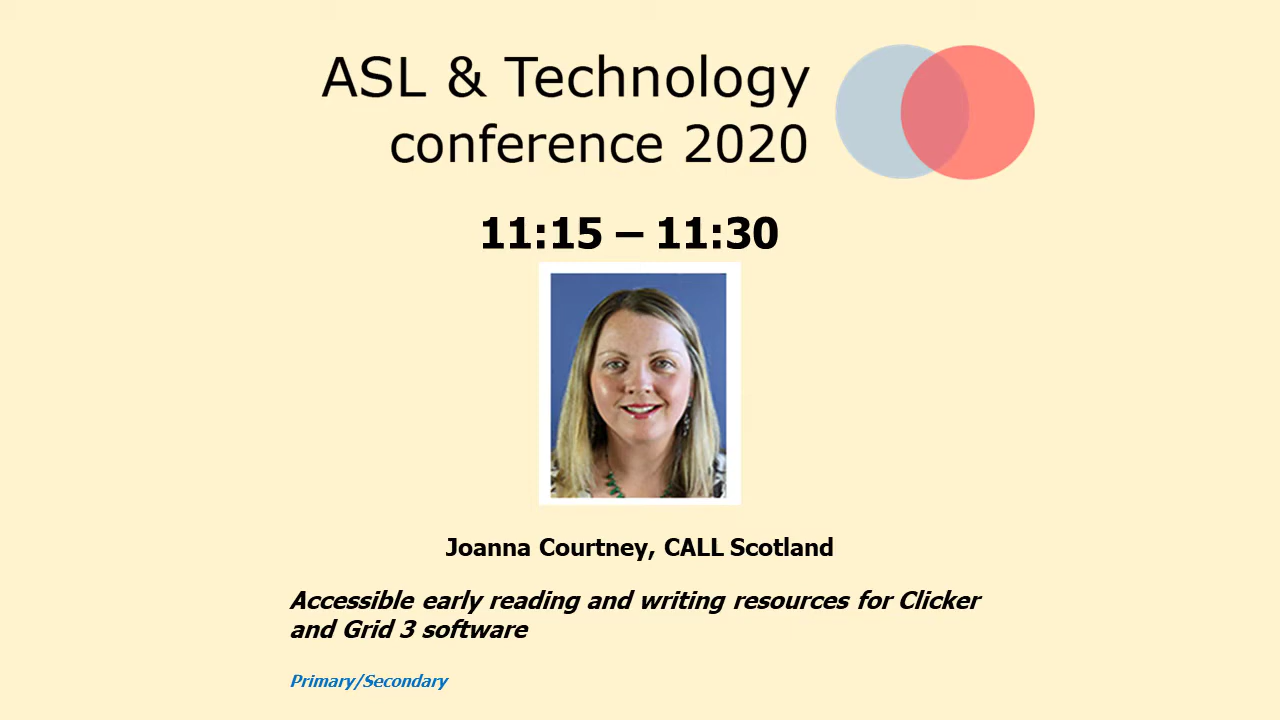 ASL & Technology
conference 2020
11:15 – 11:30
Joanna Courtney, CALL Scotland
Accessible early reading and writing resources for Clicker
and Grid 3 software
Primary/Secondary